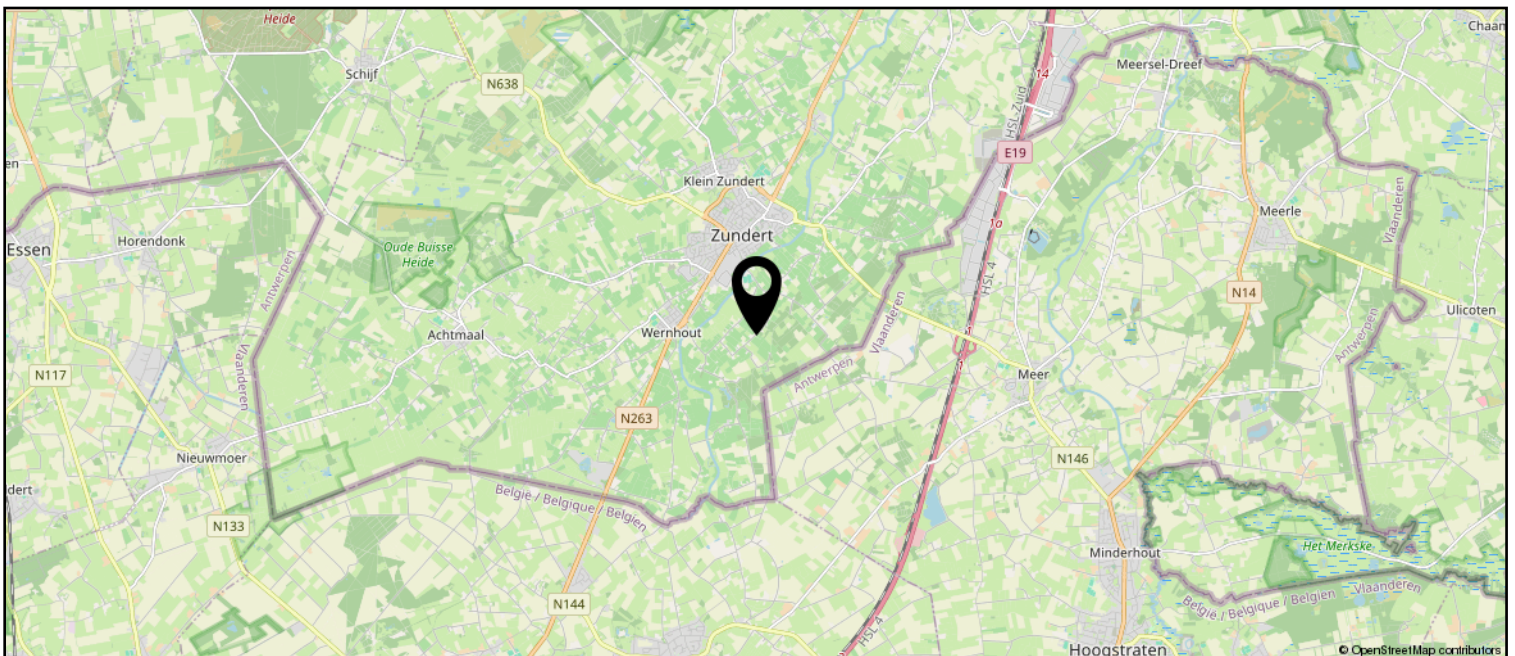 Heide
Chaam
Schijf
Meersel-Dreef
14
N638
HSL-Zuid
E19
Klein Zundert
Vlaanderen
Meerle
1a
Zundert
Horendonk
Essen
Oude Buisse
Heide
Antwerpen
HSL 4
N14
Vlaanderen
Ulicoten
Wernhout
Achtmaal
Antwerpen
1
1
Antwerpen
Vlaanderen
N117
Meer
N263
Nieuwmoer
N146
België / Belgique / Belgien
N133
Minderhout
Het Merkske
België / Belgique / Belgien
Vlaanderen
N144
HSL 4
Hoogstraten
© OpenStreetMap contributors